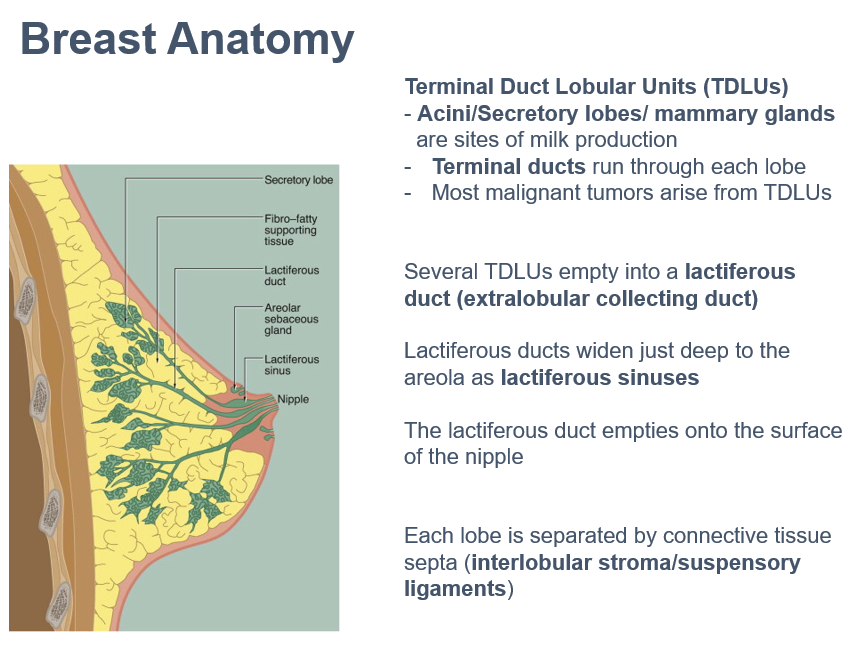 Breast Anatomy
Terminal Duct Lobular Units (TDLUs)
- Acini/Secretory lobes/ mammary glands
are sites of milk production
- Terminal ducts run through each lobe
- Most malignant tumors arise from TDLUs
Several TDLUs empty into a lactiferous
duct (extralobular collecting duct)
Lactiferous ducts widen just deep to the
areola as lactiferous sinuses
The lactiferous duct empties onto the surface
of the nipple
Each lobe is separated by connective tissue
septa (interlobular stroma/suspensory
ligaments)
Secretory lobe
Fibro–fatty
supporting
tissue
Lactiferous
duct
Areolar
sebaceous
gland
Lactiferous
sinus
Nipple